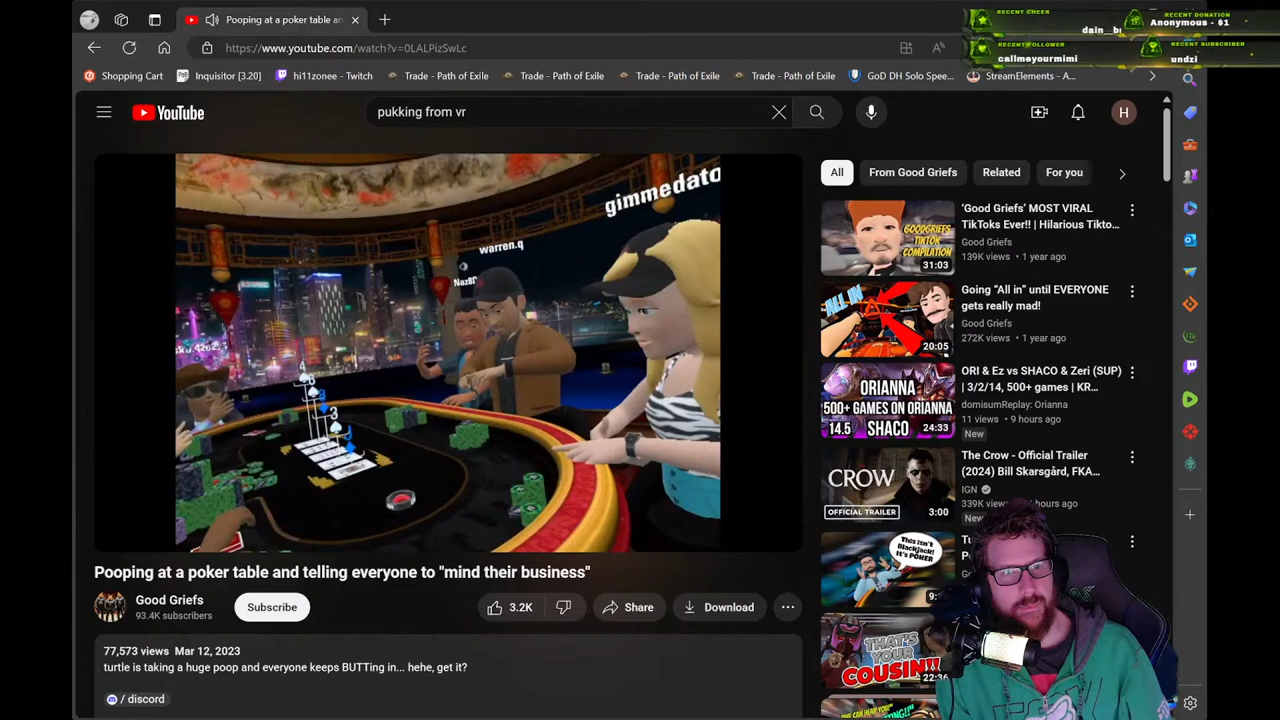 Pooping at a poker table an
RECENT CHEER
RECENT DONATION
Anonymous - $1
RECENT FOLLOWER
callmeyourmimi
RECENT SUBSCRIBER
undzi
https://www.youtube.com/watch?v=0LALPizSwLc
Shopping Cart
Inquisitor [3.20]
hi11zonee - Twitch
Trade - Path of Exile
Trade - Path of Exile
Trade - Path of Exile
Trade - Path of Exile
GoD DH Solo Spee...
StreamElements - A...
YouTube
pukking from vr
H
gimmedato
warren.q
4
3
All
From Good Griefs
Related
For you
'Good Griefs' MOST VIRAL
TikToks Ever!! | Hilarious Tikto...
Good Griefs
139K views • 1 year ago
GOODGRIEFS
TIKTOK
COMPILATION
31:03
Going "All in" until EVERYONE
gets really mad!
Good Griefs
272K views • 1 year ago
ALL IN
20:05
ORI & Ez vs SHACO & Zeri (SUP)
| 3/2/14, 500+ games | KR...
domisumReplay: Orianna
11 views • 9 hours ago
New
ORIANNA
500+ GAMES ON ORIANNA
14.5 SHACO
24:33
The Crow - Official Trailer
(2024) Bill Skarsgård, FKA...
IGN
New
CROW
OFFICIAL TRAILER
3:00
This isn't
Blackjack!
It's POKER
THAT'S
YOUR
COUSIN!!
22:36
Pooping at a poker table and telling everyone to "mind their business"
Good Griefs
93.4K subscribers
Subscribe
3.2K
Share
Download
77,573 views Mar 12, 2023
turtle is taking a huge poop and everyone keeps BUTTing in... hehe, get it?
/ discord